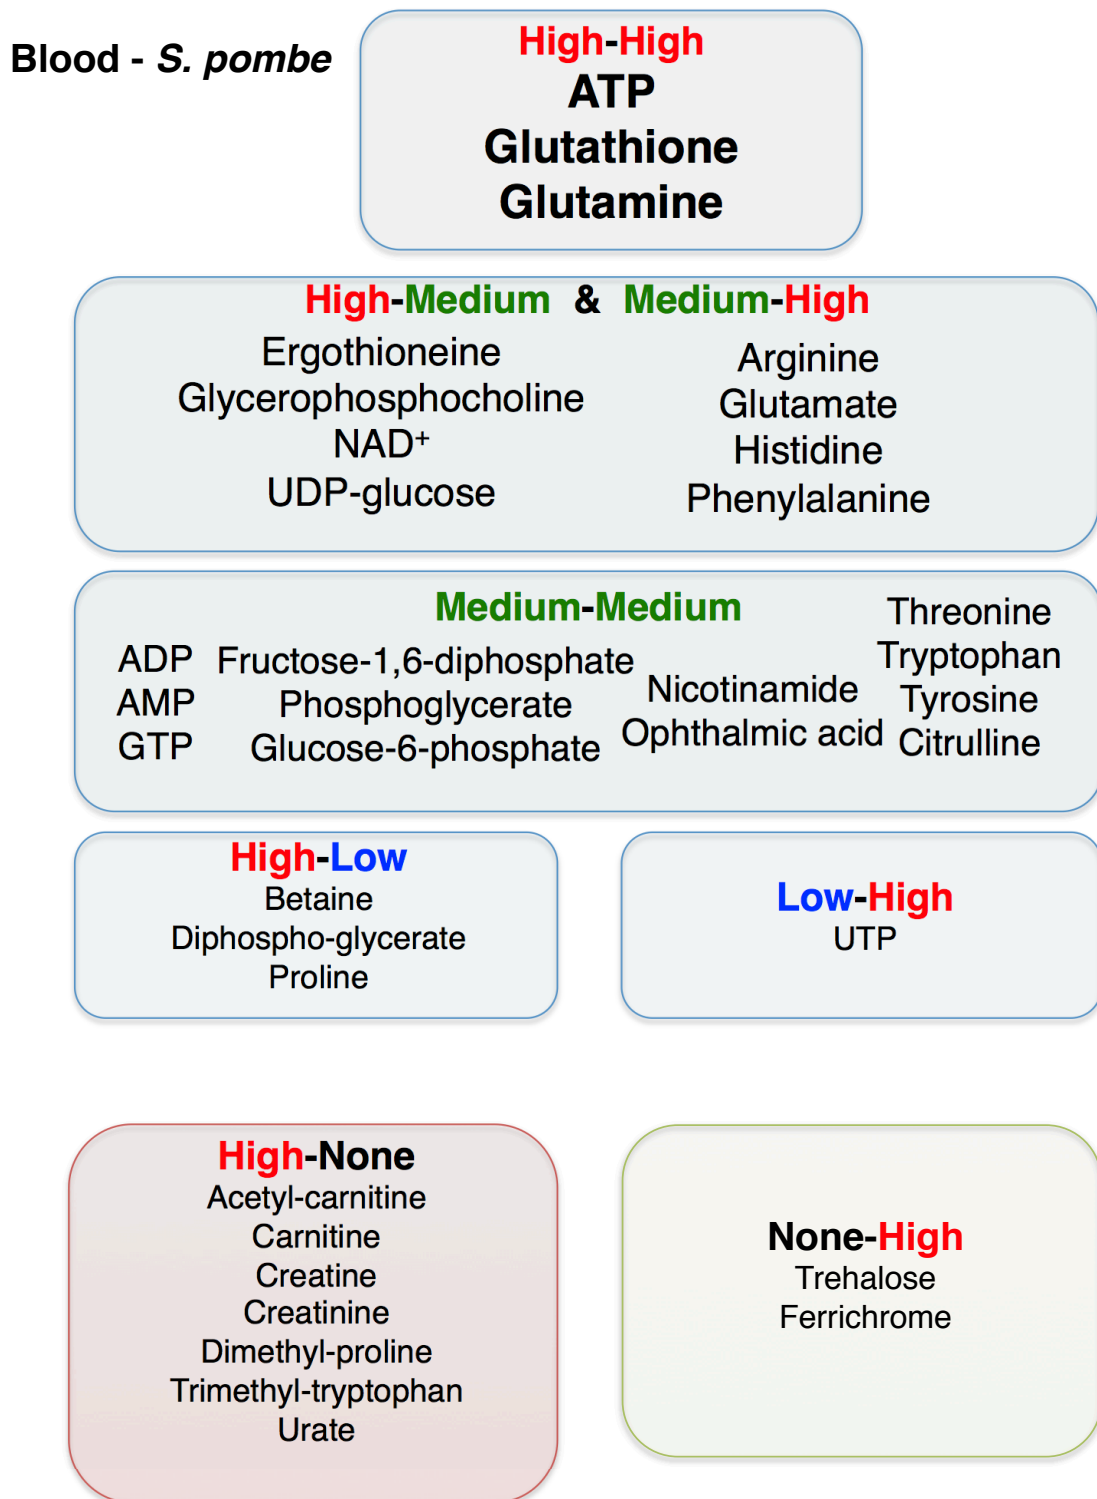 Blood - S. pombe
High-High
ATP
Glutathione
Glutamine
High-Medium & Medium-High
Ergothioneine
Glycerophosphocholine
NAD⁺
UDP-glucose
Arginine
Glutamate
Histidine
Phenylalanine
Medium-Medium
ADP
AMP
GTP
Fructose-1,6-diphosphate
Phosphoglycerate
Glucose-6-phosphate
Nicotinamide
Ophthalmic acid
Threonine
Tryptophan
Tyrosine
Citrulline
High-Low
Betaine
Diphospho-glycerate
Proline
Low-High
UTP
High-None
Acetyl-carnitine
Carnitine
Creatine
Creatinine
Dimethyl-proline
Trimethyl-tryptophan
Urate
None-High
Trehalose
Ferrichrome